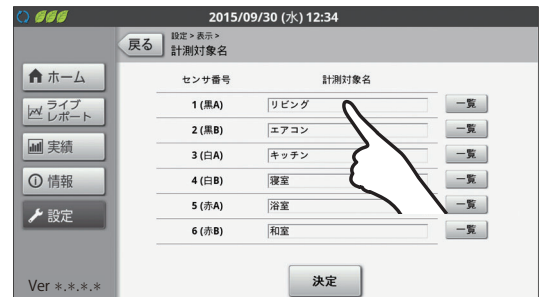 2015/09/30 (水) 12:34
戻る
設定 > 表示 >
計測対象名
ホーム
ライブ
レポート
実績
情報
設定
Ver *.*.*.*
センサ番号 計測対象名
1 (黒A) リビング 一覧
2 (黒B) エアコン 一覧
3 (白A) キッチン 一覧
4 (白B) 寝室 一覧
5 (赤A) 浴室 一覧
6 (赤B) 和室 一覧
決定